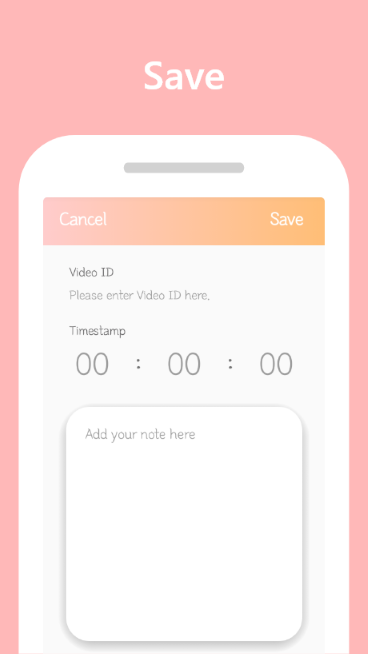 Save
Cancel Save
Video ID
Please enter Video ID here.
Timestamp
00 : 00 : 00
Add your note here